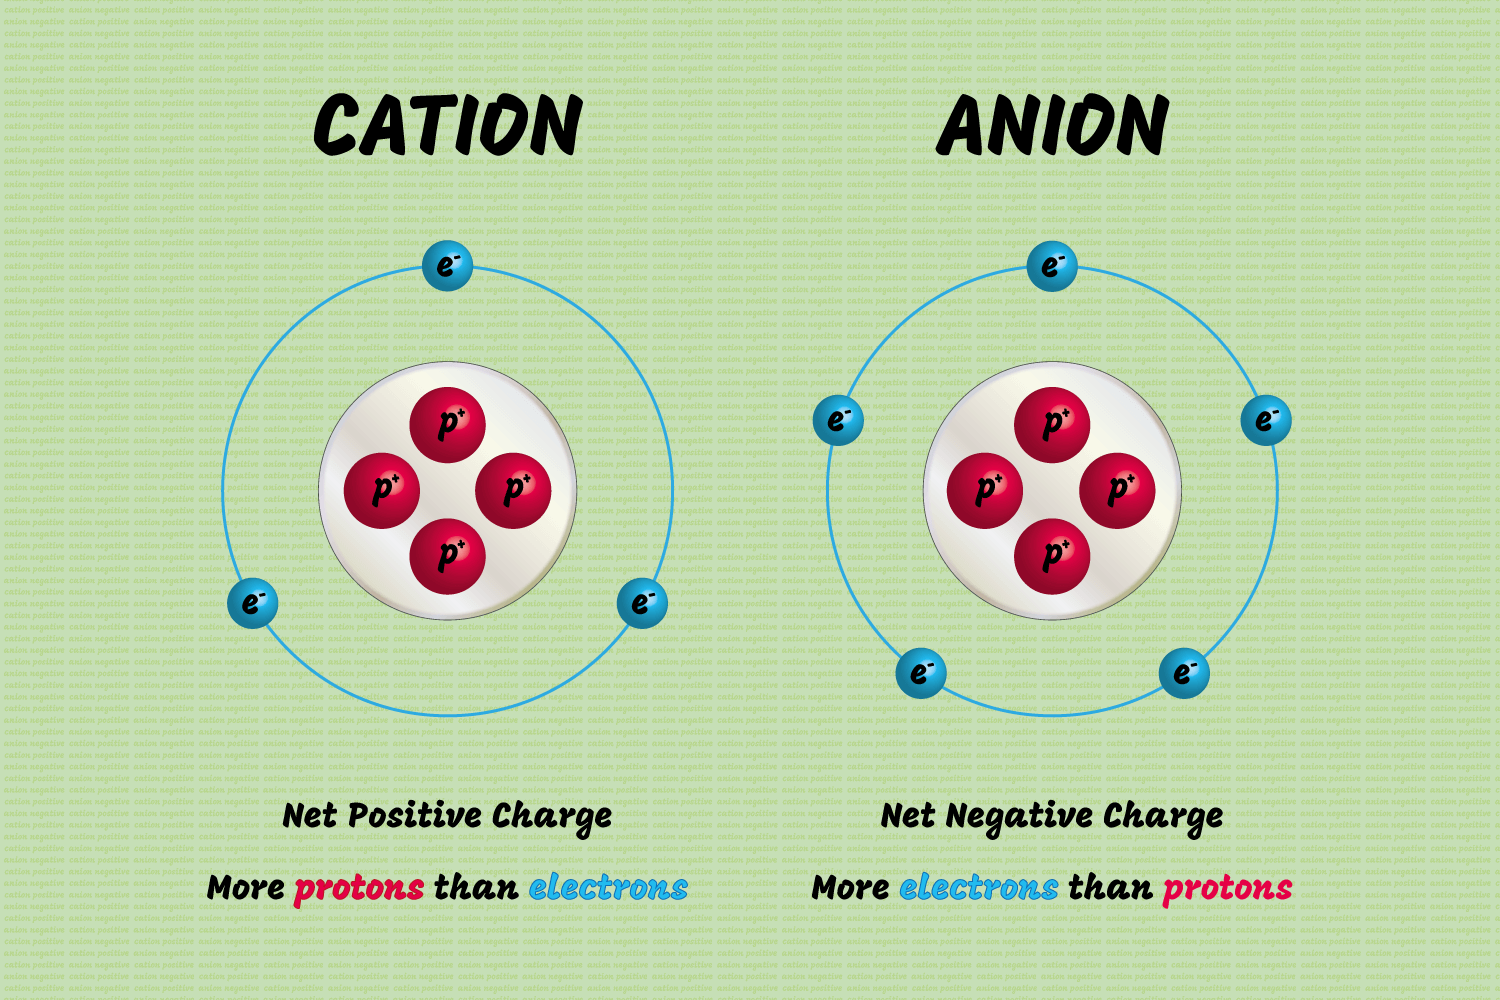 CATION
ANION
e-
p+
p+
p+
p+
e-
e-
e-
e-
e-
p+
p+
p+
p+
e-
e-
Net Positive Charge
More protons than electrons
Net Negative Charge
More electrons than protons